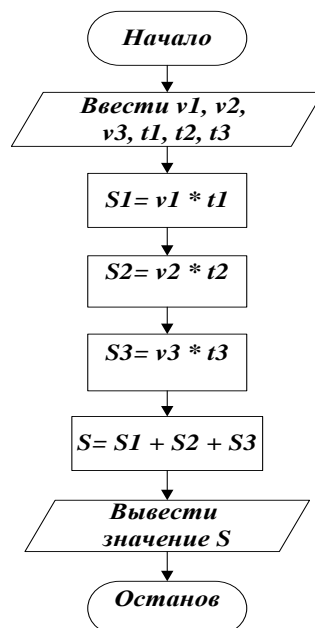 Начало
Ввести v1, v2,
v3, t1, t2, t3
S1= v1 * t1
S2= v2 * t2
S3= v3 * t3
S= S1 + S2 + S3
Вывести
значение S
Останов